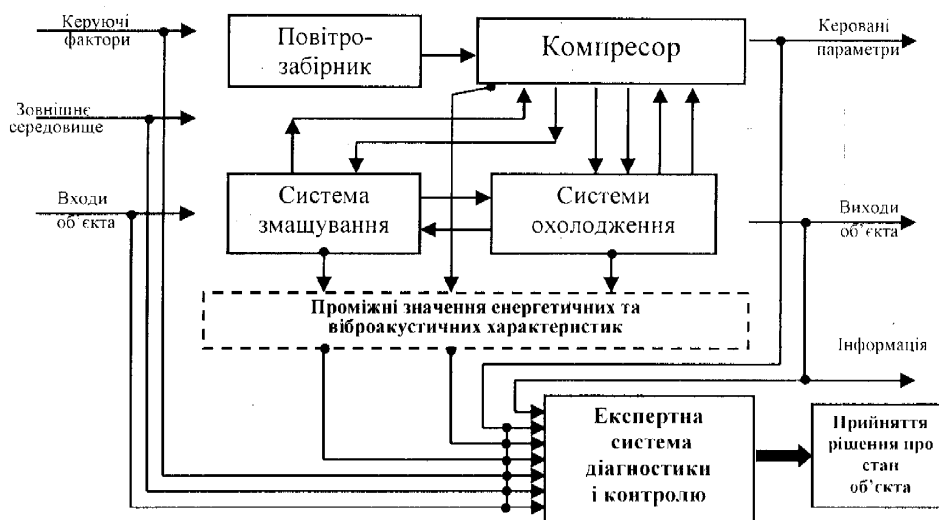 Керуючі
фактори
Повітро-
забірник
Компресор
Керовані
параметри
Зовнішнє
середовище
Входи
об’єкта
Система
змащування
Системи
охолодження
Виходи
об’єкта
Проміжні значення енергетичних та
віброакустичних характеристик
Інформація
Експертна
система
діагностики
і контролю
Прийняття
рішення про
стан
об’єкта